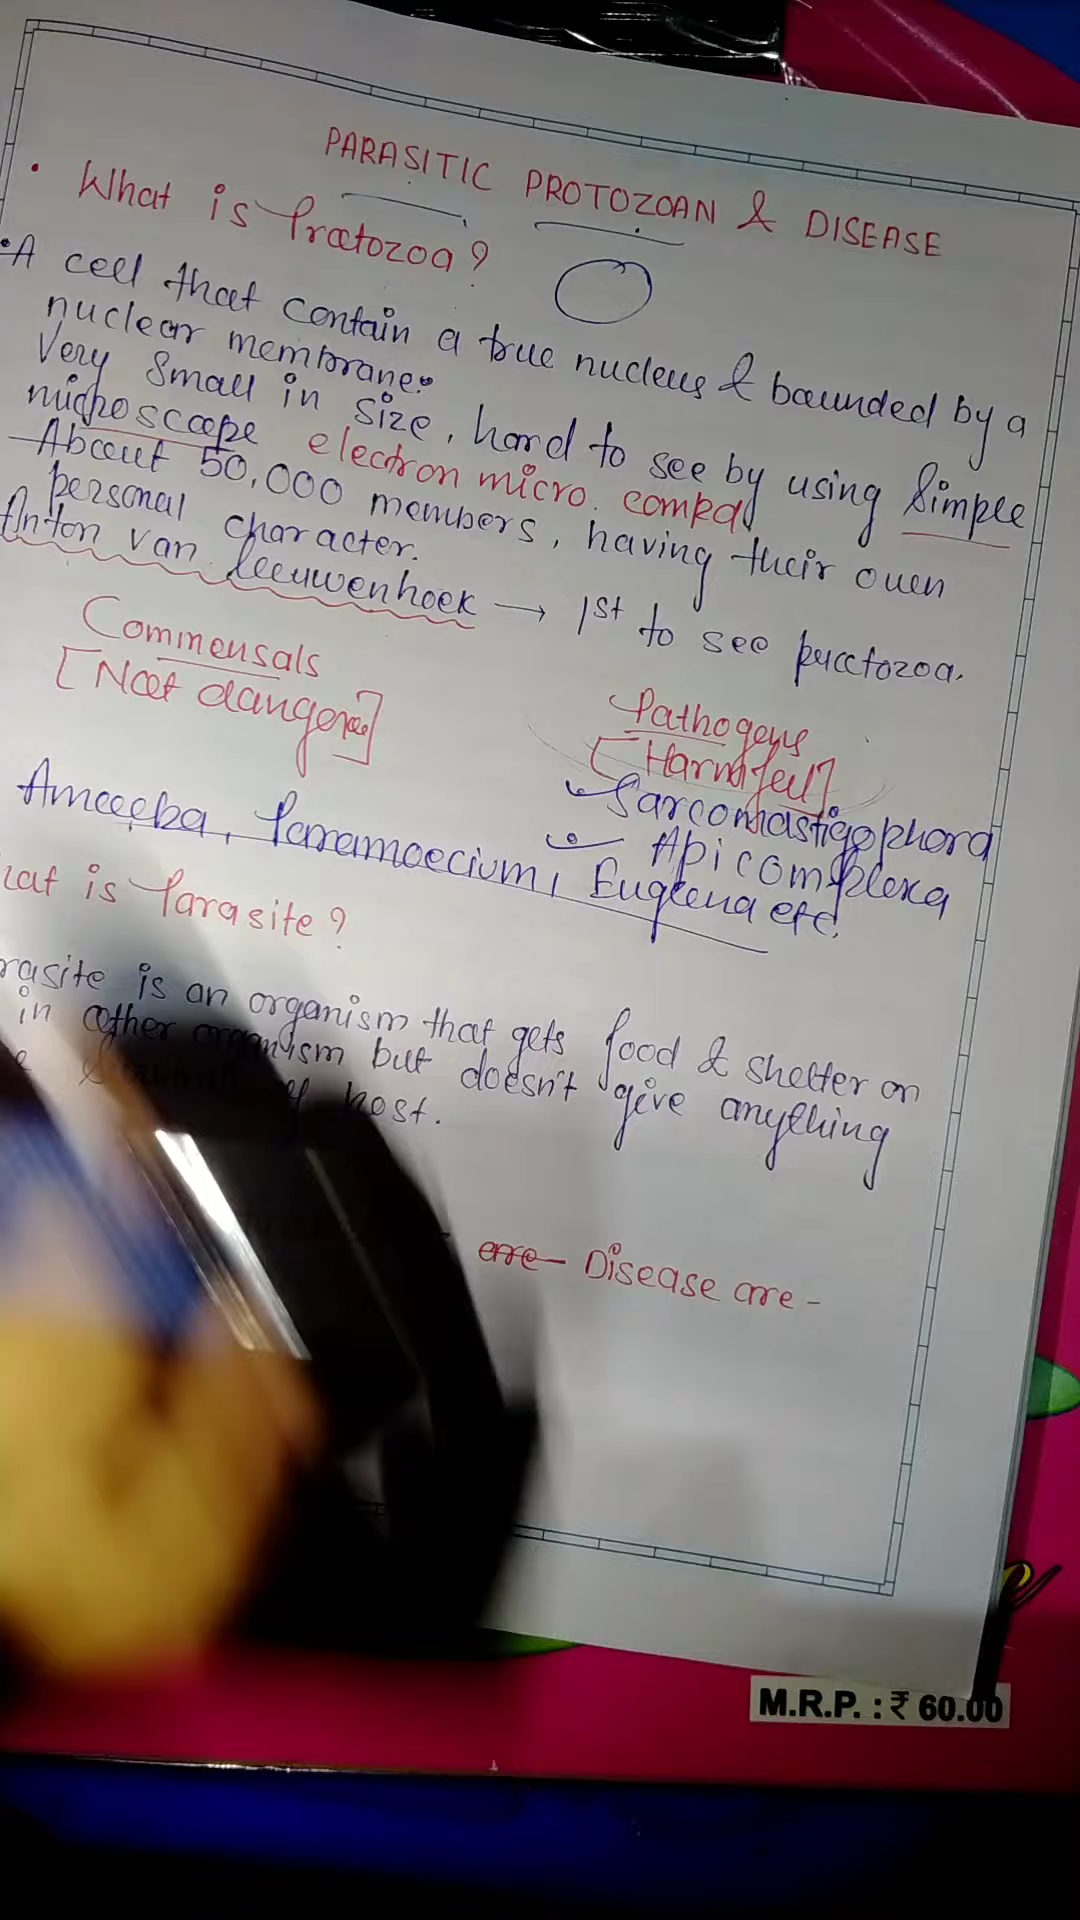 PARASITIC PROTOZOAN & DISEASE
• What is Protozoa?
• A cell that contain a true nucleus & bounded by a
nuclear membrane.
Very small in size, hard to see by using simple
microscope electron micro. compd
About 50,000 members, having their own
personal character.
Anton van leeuwenhoek → 1st to see protozoa.
Commensals
[Not dangerous]
Pathogens
[Harmful]
Sarcomastigophora
Apicomplexa
Amoeba, Paramoecium, Euglena etc.
is Parasite?
is an organism that gets food & shelter on
in other organism but doesn't give anything
host.
are Disease are -
M.R.P. : ₹ 60.00